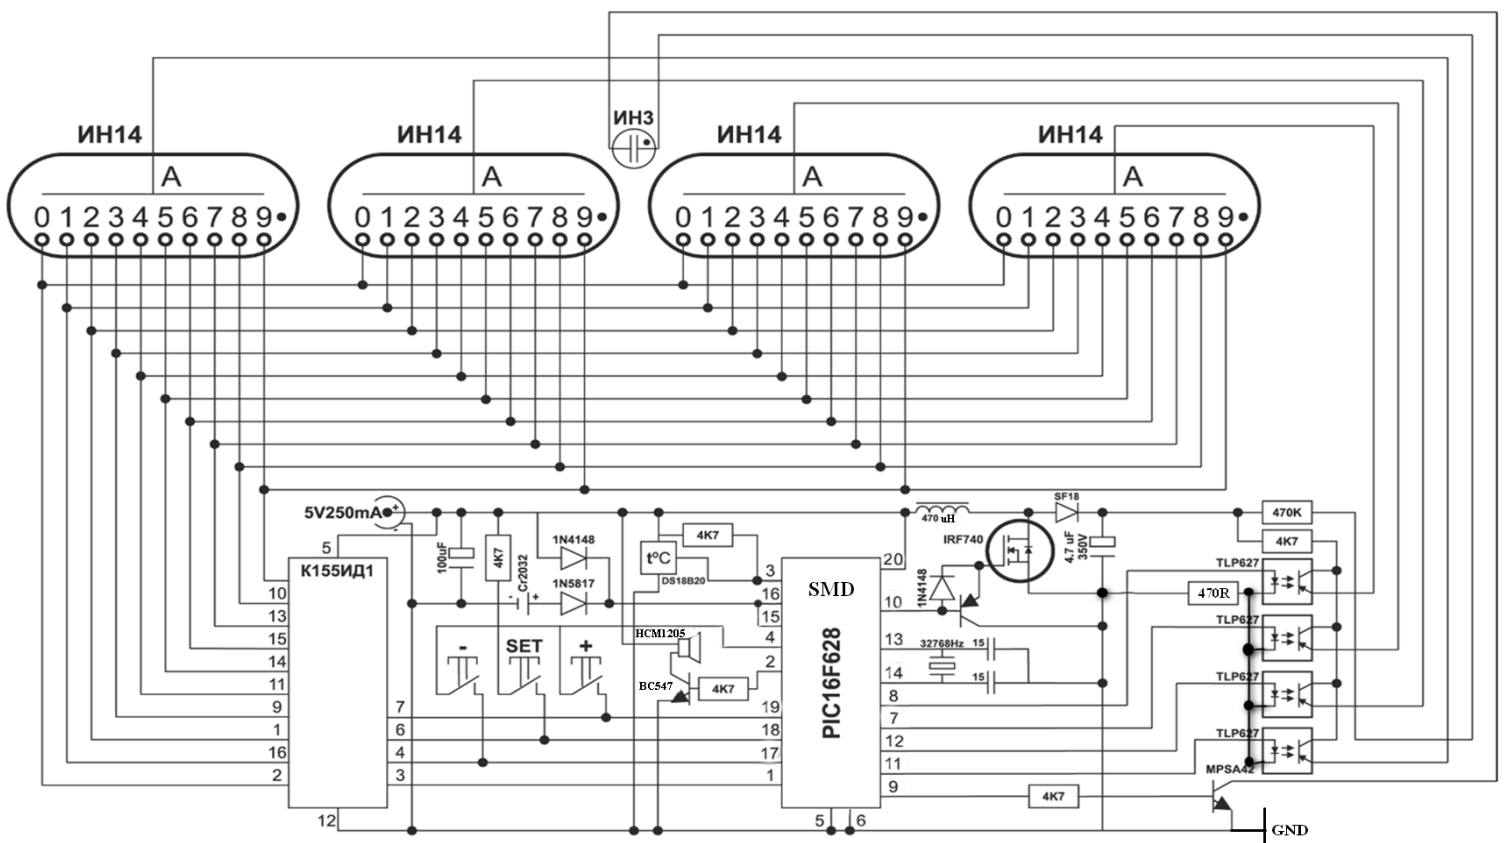 ИН3
ИН14 ИН14 ИН14 ИН14
A A A A
0 1 2 3 4 5 6 7 8 9 0 1 2 3 4 5 6 7 8 9 0 1 2 3 4 5 6 7 8 9 0 1 2 3 4 5 6 7 8 9
5V250mA
+
-
5
К155ИД1
10
13
15
14
11
9
1
16
2
7
6
4
3
12
100uF
4K7
Cr2032
- +
1N4148
1N5817
t°C
DS18B20
4K7
HCM1205
BC547
4K7
- SET +
SMD
PIC16F628
3
16
15
4
2
19
18
17
1
20
10
13
14
8
7
12
11
9
5 6
470 uH
SF18
IRF740
1N4148
4.7 uF
350V
32768Hz
15
15
470K
4K7
470R
TLP627
TLP627
TLP627
TLP627
MPSA42
4K7
GND